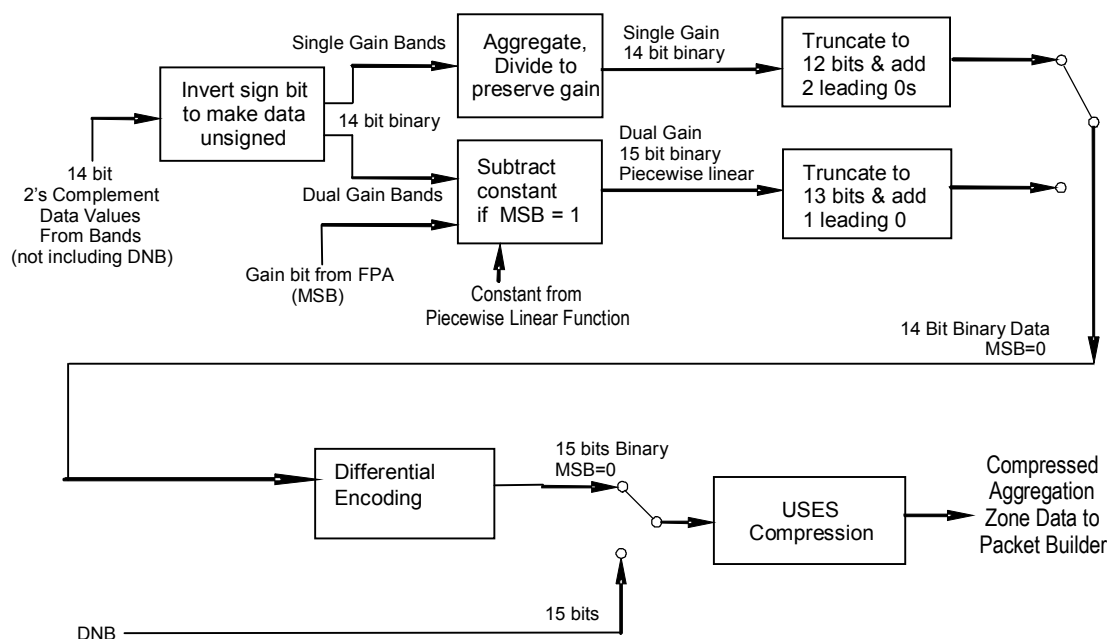 Single Gain Bands
Aggregate,
Divide to
preserve gain
Single Gain
14 bit binary
Truncate to
12 bits & add
2 leading 0s
Invert sign bit
to make data
unsigned
14 bit binary
Dual Gain Bands
14 bit
2's Complement
Data Values
From Bands
(not including DNB)
Subtract
constant
if MSB = 1
Dual Gain
15 bit binary
Piecewise linear
Truncate to
13 bits & add
1 leading 0
Gain bit from FPA
(MSB)
Constant from
Piecewise Linear Function
14 Bit Binary Data
MSB=0
Differential
Encoding
15 bits Binary
MSB=0
USES
Compression
Compressed
Aggregation
Zone Data to
Packet Builder
15 bits
DNB